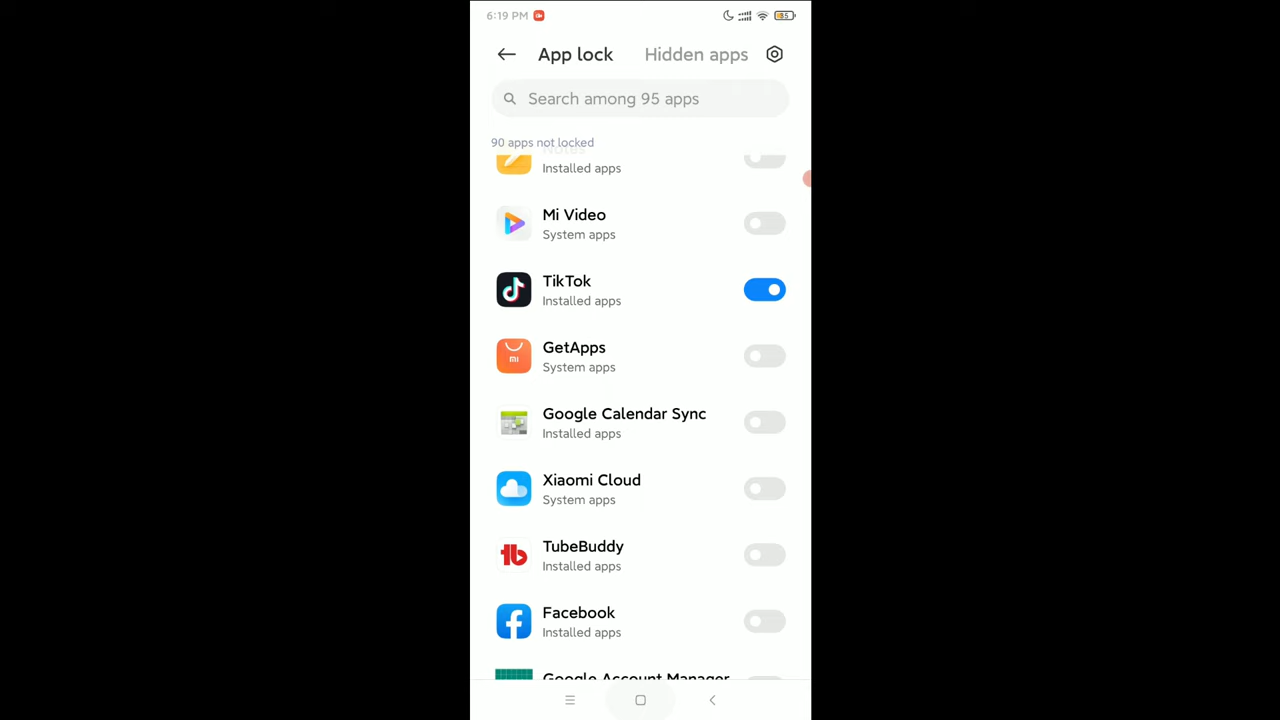 6:19 PM
App lock Hidden apps
Search among 95 apps
90 apps not locked
Notes
Installed apps
Mi Video
System apps
TikTok
Installed apps
GetApps
System apps
Google Calendar Sync
Installed apps
Xiaomi Cloud
System apps
TubeBuddy
Installed apps
Facebook
Installed apps
Google Account Manager